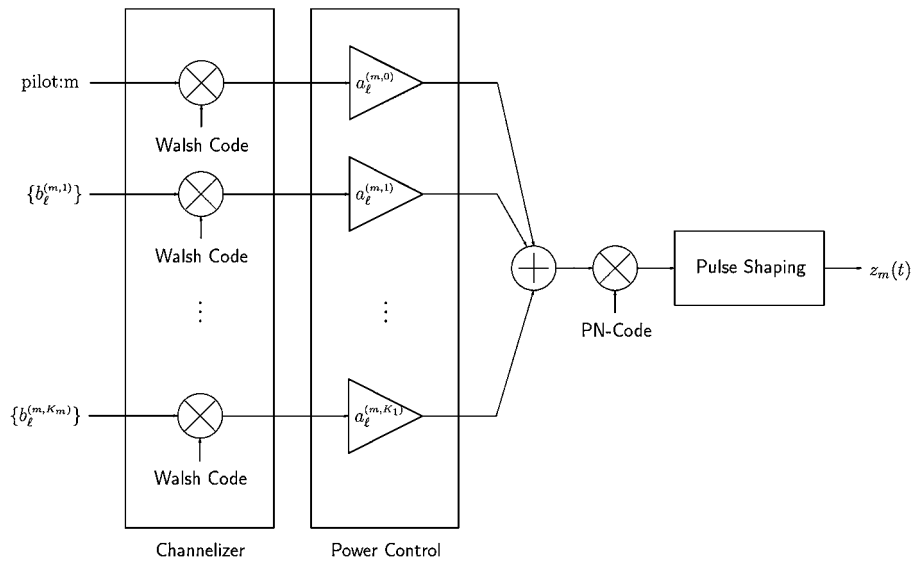 pilot:m
a_ℓ^{(m,0)}
Walsh Code
{b_ℓ^{(m,1)}}
a_ℓ^{(m,1)}
Walsh Code
Pulse Shaping
z_m(t)
PN-Code
{b_ℓ^{(m,K_m)}}
a_ℓ^{(m,K_1)}
Walsh Code
Channelizer
Power Control